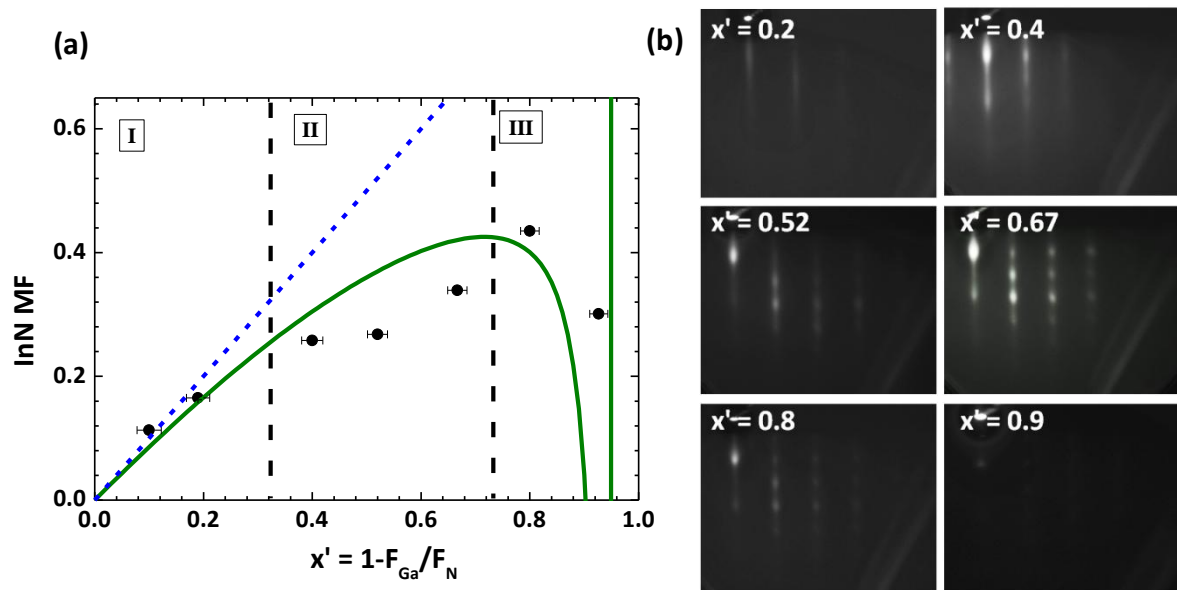 (a)
I
II
III
0.6
0.4
0.2
0.0
InN MF
0.0 0.2 0.4 0.6 0.8 1.0
x' = 1-F_Ga/F_N
(b)
x' = 0.2
x' = 0.4
x' = 0.52
x' = 0.67
x' = 0.8
x' = 0.9